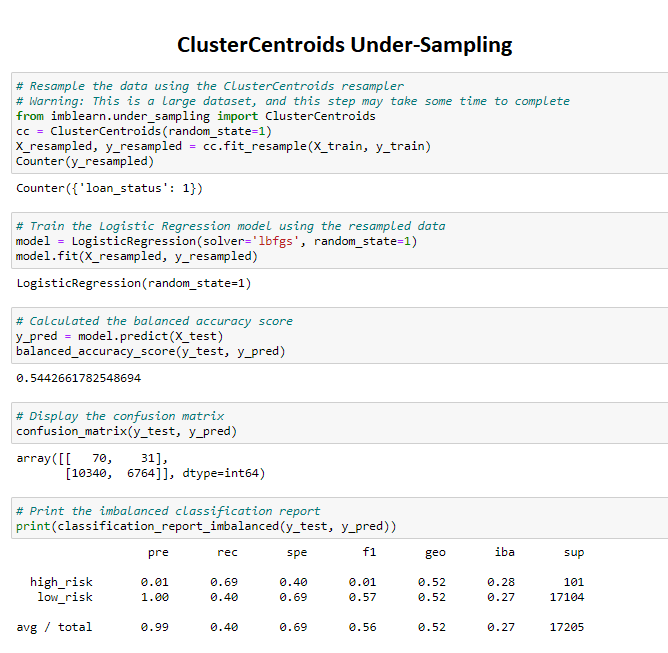 ClusterCentroids Under-Sampling
# Resample the data using the ClusterCentroids resampler
# Warning: This is a large dataset, and this step may take some time to complete
from imblearn.under_sampling import ClusterCentroids
cc = ClusterCentroids(random_state=1)
X_resampled, y_resampled = cc.fit_resample(X_train, y_train)
Counter(y_resampled)
Counter({'loan_status': 1})
# Train the Logistic Regression model using the resampled data
model = LogisticRegression(solver='lbfgs', random_state=1)
model.fit(X_resampled, y_resampled)
LogisticRegression(random_state=1)
# Calculated the balanced accuracy score
y_pred = model.predict(X_test)
balanced_accuracy_score(y_test, y_pred)
0.5442661782548694
# Display the confusion matrix
confusion_matrix(y_test, y_pred)
array([[   70,    31],
       [10340,  6764]], dtype=int64)
# Print the imbalanced classification report
print(classification_report_imbalanced(y_test, y_pred))
                   pre       rec       spe        f1       geo       iba       sup
  high_risk       0.01      0.69      0.40      0.01      0.52      0.28       101
   low_risk       1.00      0.40      0.69      0.57      0.52      0.27     17104
avg / total       0.99      0.40      0.69      0.56      0.52      0.27     17205